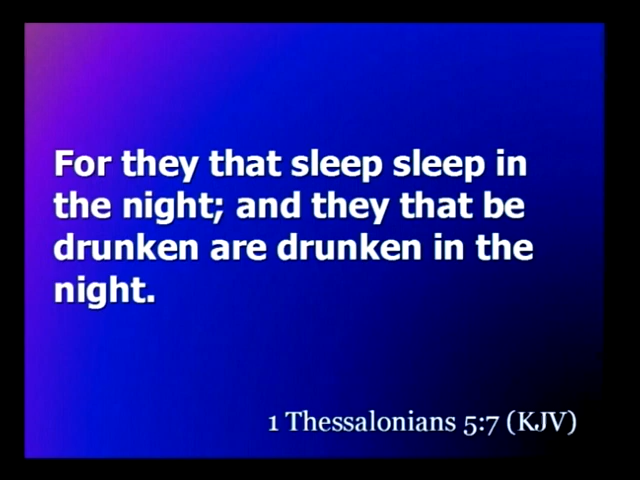 For they that sleep sleep in
the night; and they that be
drunken are drunken in the
night.
1 Thessalonians 5:7 (KJV)